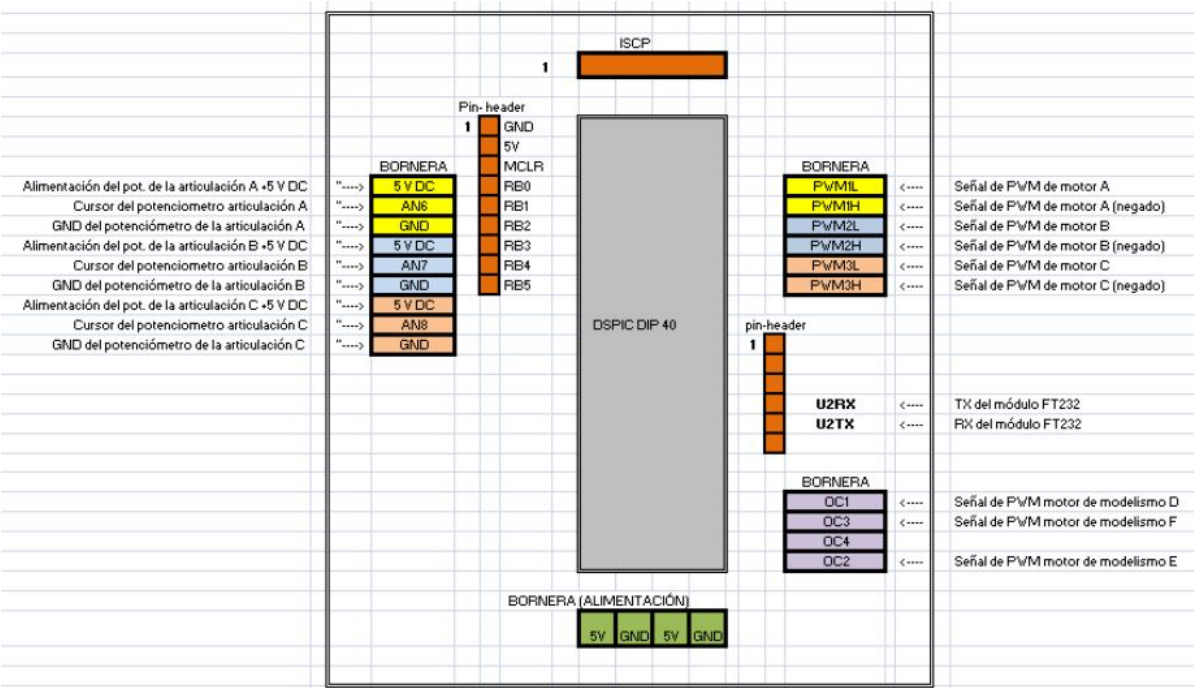 ISCP
1
Pin- header
1 GND
5V
BORNERA MCLR BORNERA
Alimentación del pot. de la articulación A +5 V DC "----> 5 V DC RB0 PWM1L <---- Señal de PWM de motor A
Cursor del potenciometro articulación A "----> AN6 RB1 PWM1H <---- Señal de PWM de motor A (negado)
GND del potenciómetro de la articulación A "----> GND RB2 PWM2L <---- Señal de PWM de motor B
Alimentación del pot. de la articulación B +5 V DC "----> 5 V DC RB3 PWM2H <---- Señal de PWM de motor B (negado)
Cursor del potenciometro articulación B "----> AN7 RB4 PWM3L <---- Señal de PWM de motor C
GND del potenciómetro de la articulación B "----> GND RB5 PWM3H <---- Señal de PWM de motor C (negado)
Alimentación del pot. de la articulación C +5 V DC "----> 5 V DC
Cursor del potenciometro articulación C "----> AN8 DSPIC DIP 40 pin-header
GND del potenciómetro de la articulación C "----> GND 1
U2RX <---- TX del módulo FT232
U2TX <---- RX del módulo FT232
BORNERA
OC1 <---- Señal de PWM motor de modelismo D
OC3 <---- Señal de PWM motor de modelismo F
OC4
OC2 <---- Señal de PWM motor de modelismo E
BORNERA (ALIMENTACIÓN)
5V GND 5V GND